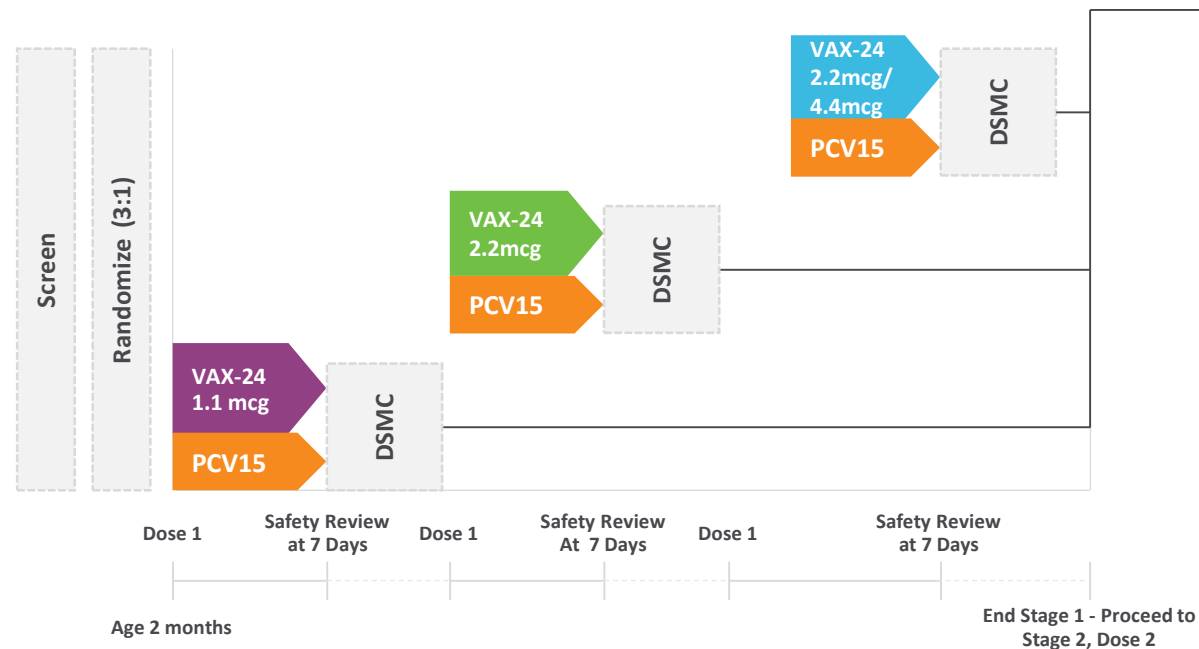 Screen
Randomize (3:1)
VAX-24
2.2mcg/
4.4mcg
PCV15
DSMC
VAX-24
2.2mcg
PCV15
DSMC
VAX-24
1.1 mcg
PCV15
DSMC
Dose 1
Safety Review
at 7 Days
Dose 1
Safety Review
At 7 Days
Dose 1
Safety Review
at 7 Days
Age 2 months
End Stage 1 - Proceed to
Stage 2, Dose 2